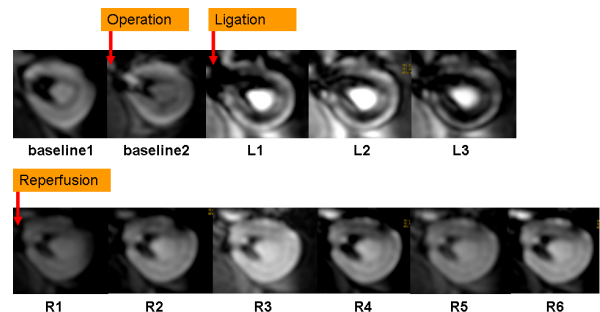 Operation
Ligation
baseline1
baseline2
L1
L2
L3
Reperfusion
R1
R2
R3
R4
R5
R6